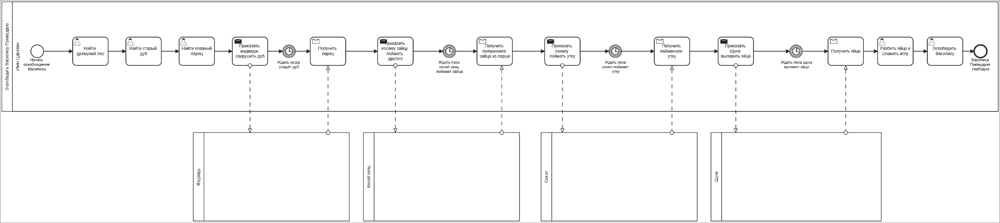 Освободить Василису Премудрую
Иван Царевич
Начать
освобождение
Василисы
Найти
дремучий лес
Найти старый
дуб
Найти кованый
ларец
Приказать
медведю
сокрушить дуб
Ждать когда
упадёт дуб
Получить
ларец
Приказать
косому зайцу
поймать
другого
Ждать пока
косой заяц
поймает зайца
Получить
пойманного
зайца из ларца
Приказать
соколу
поймать утку
Ждать пока
сокол поймает
утку
Получить
пойманную
утку
Приказать
Щуке
выловить яйцо
Ждать пока щука
выловит яйцо
Получить яйцо
Разбить яйцо и
сломать иглу
Освободить
Василису
Василиса
Премудрая
свободна
Медведь
Косой заяц
Сокол
Щука